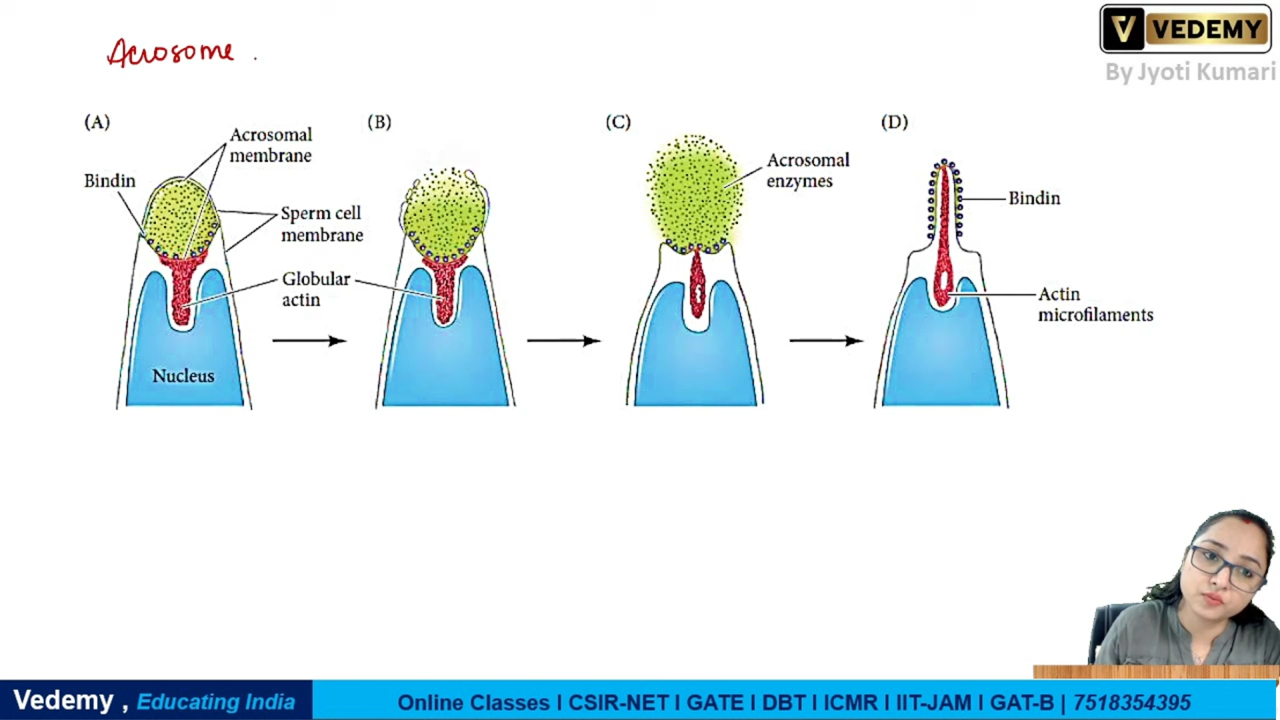 Acrosome
VEDEMY
By Jyoti Kumari
(A)
(B)
(C)
(D)
Acrosomal
membrane
Bindin
Sperm cell
membrane
Globular
actin
Nucleus
Acrosomal
enzymes
Bindin
Actin
microfilaments
Vedemy , Educating India
Online Classes I CSIR-NET I GATE I DBT I ICMR I IIT-JAM I GAT-B | 7518354395